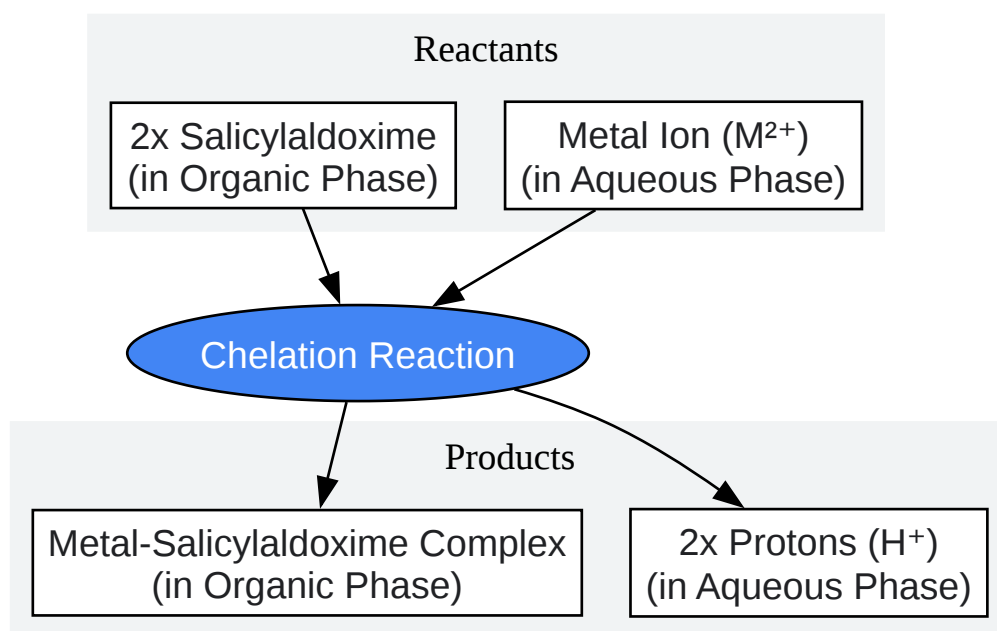 Reactants
2x Salicylaldoxime
(in Organic Phase)
Metal Ion (M²⁺)
(in Aqueous Phase)
Chelation Reaction
Products
Metal-Salicylaldoxime Complex
(in Organic Phase)
2x Protons (H⁺)
(in Aqueous Phase)